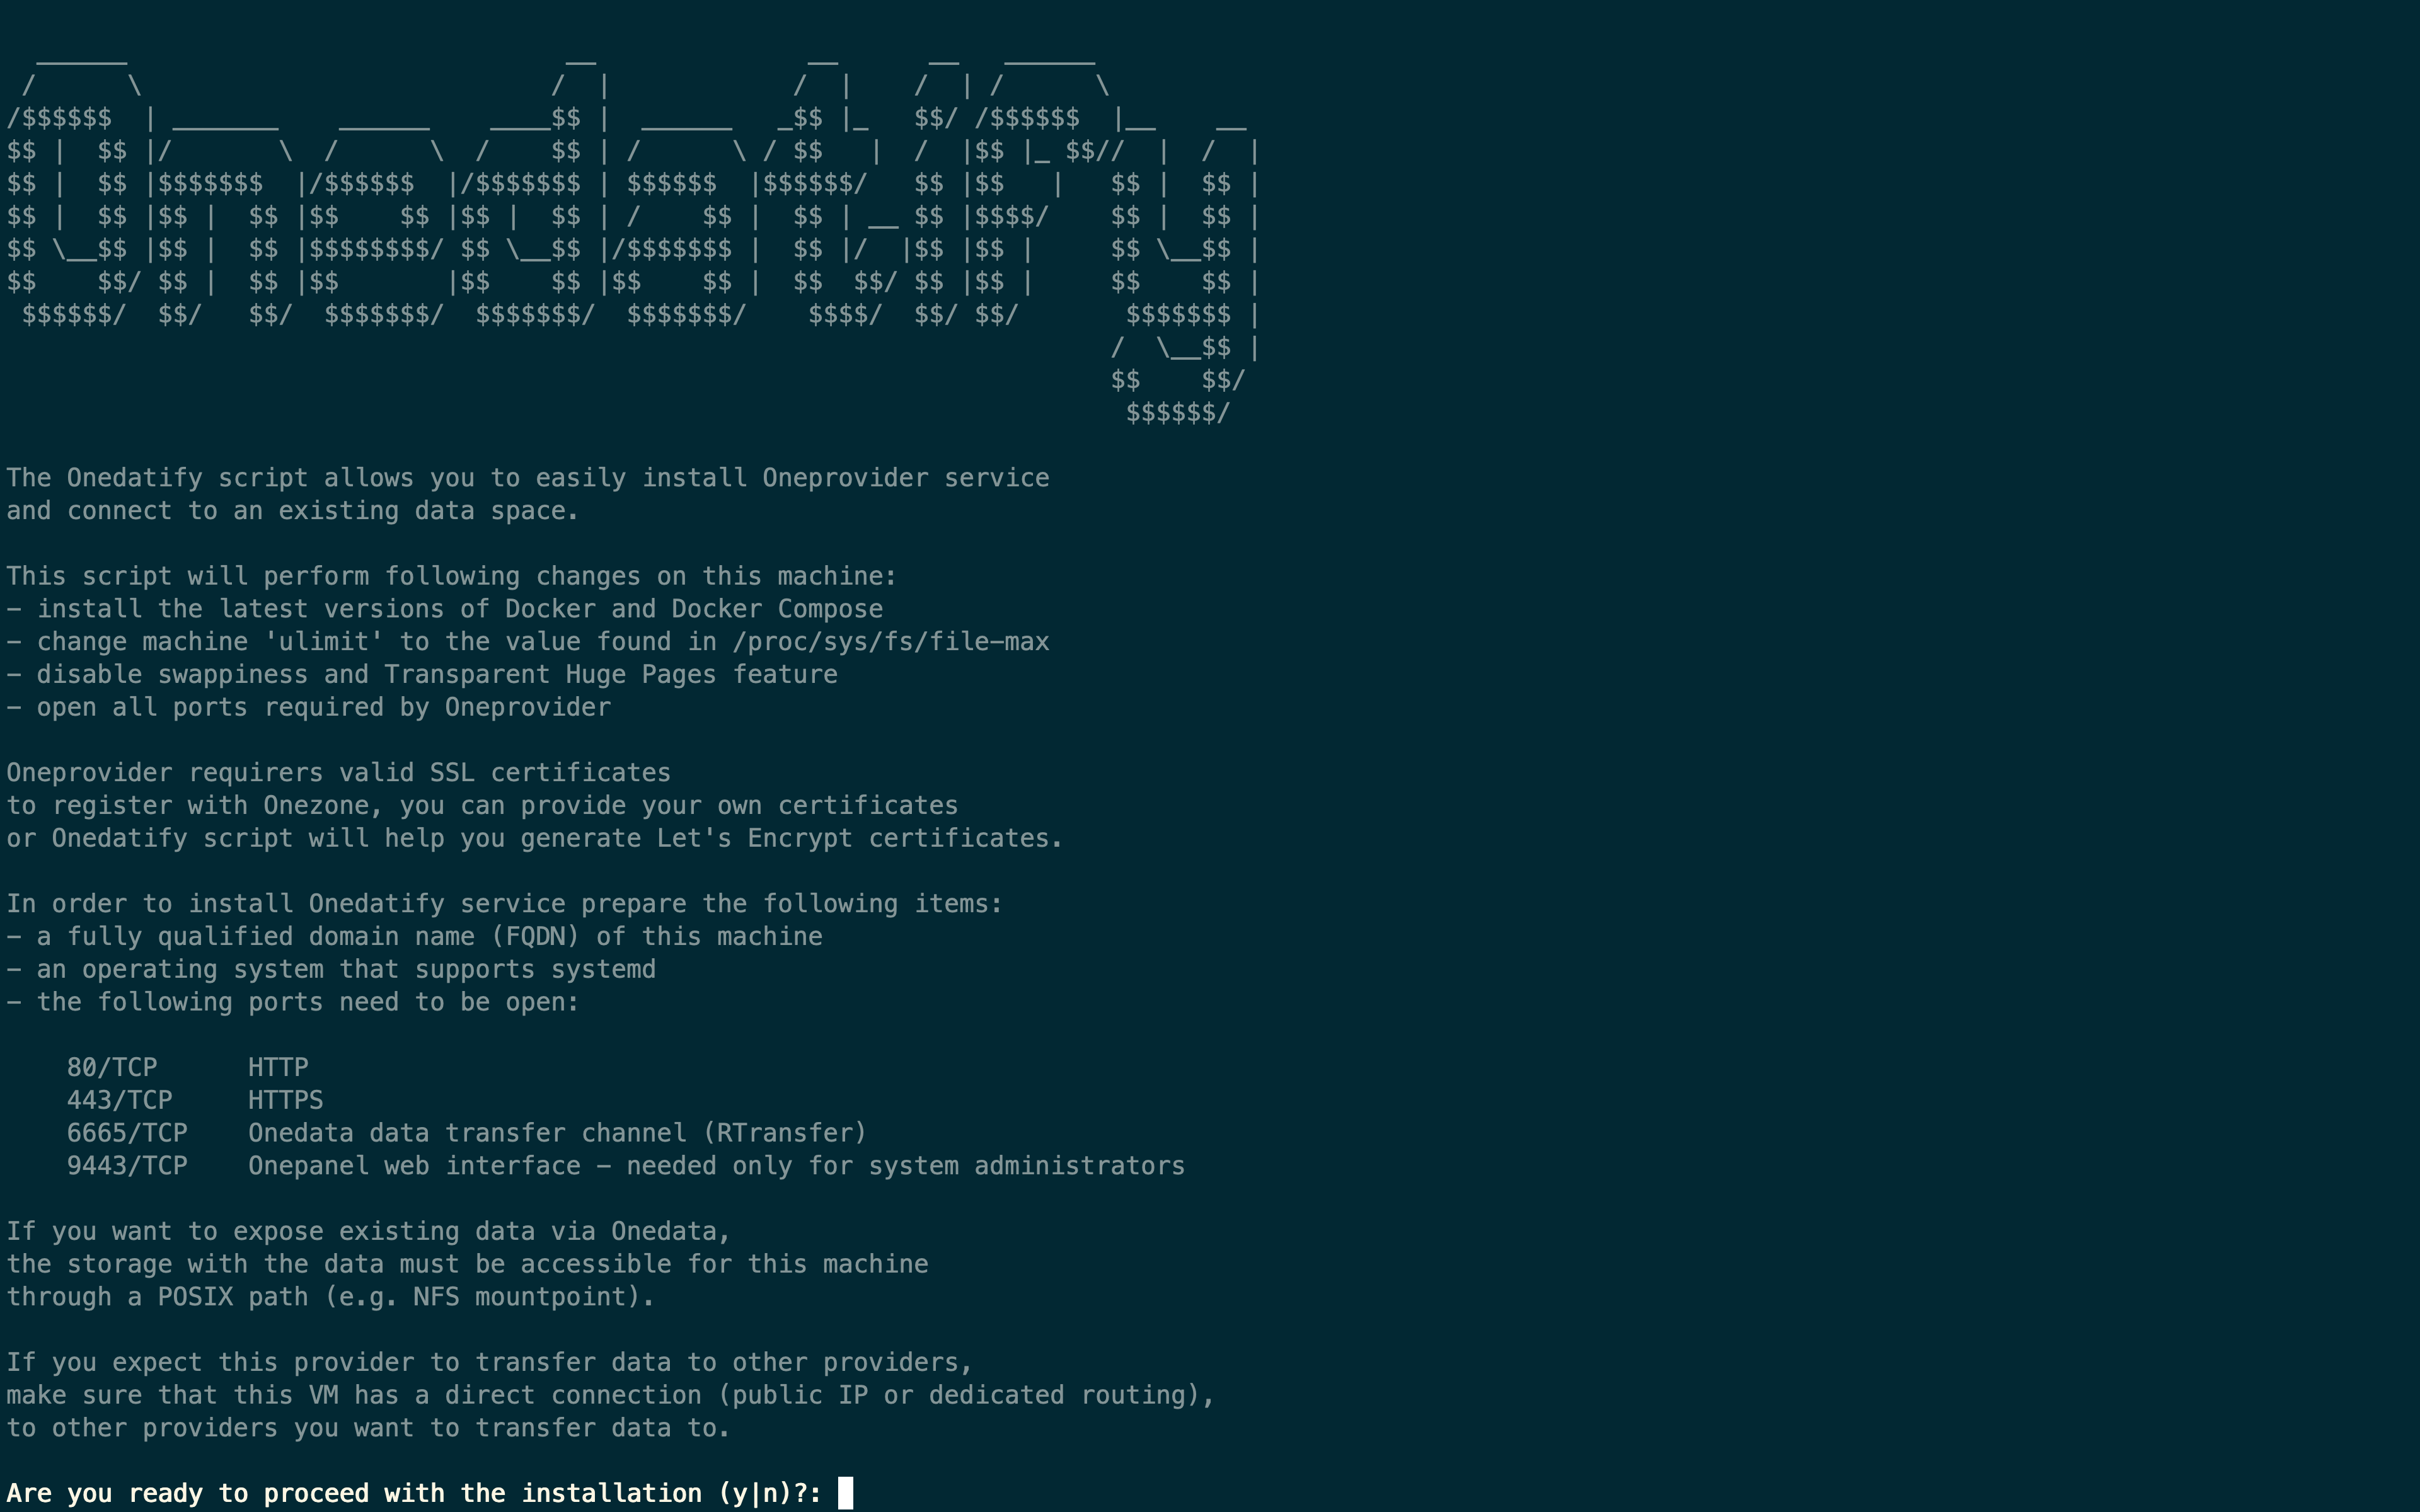 Onedatify
The Onedatify script allows you to easily install Oneprovider service
and connect to an existing data space.
This script will perform following changes on this machine:
- install the latest versions of Docker and Docker Compose
- change machine 'ulimit' to the value found in /proc/sys/fs/file-max
- disable swappiness and Transparent Huge Pages feature
- open all ports required by Oneprovider
Oneprovider requirers valid SSL certificates
to register with Onezone, you can provide your own certificates
or Onedatify script will help you generate Let's Encrypt certificates.
In order to install Onedatify service prepare the following items:
- a fully qualified domain name (FQDN) of this machine
- an operating system that supports systemd
- the following ports need to be open:
80/TCP HTTP
443/TCP HTTPS
6665/TCP Onedata data transfer channel (RTransfer)
9443/TCP Onepanel web interface - needed only for system administrators
If you want to expose existing data via Onedata,
the storage with the data must be accessible for this machine
through a POSIX path (e.g. NFS mountpoint).
If you expect this provider to transfer data to other providers,
make sure that this VM has a direct connection (public IP or dedicated routing),
to other providers you want to transfer data to.
Are you ready to proceed with the installation (y|n)?: